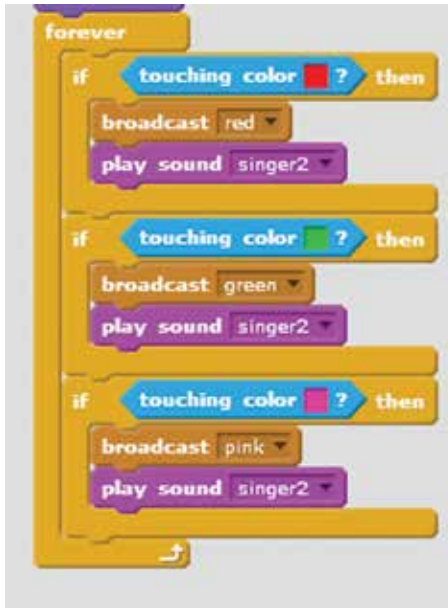 forever
if touching color ? then
broadcast red
play sound singer2
if touching color ? then
broadcast green
play sound singer2
if touching color ? then
broadcast pink
play sound singer2